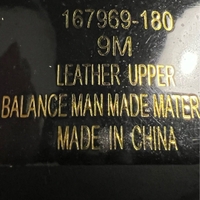 167969-180
9M
LEATHER UPPER
BALANCE MAN MADE MATER
MADE IN CHINA